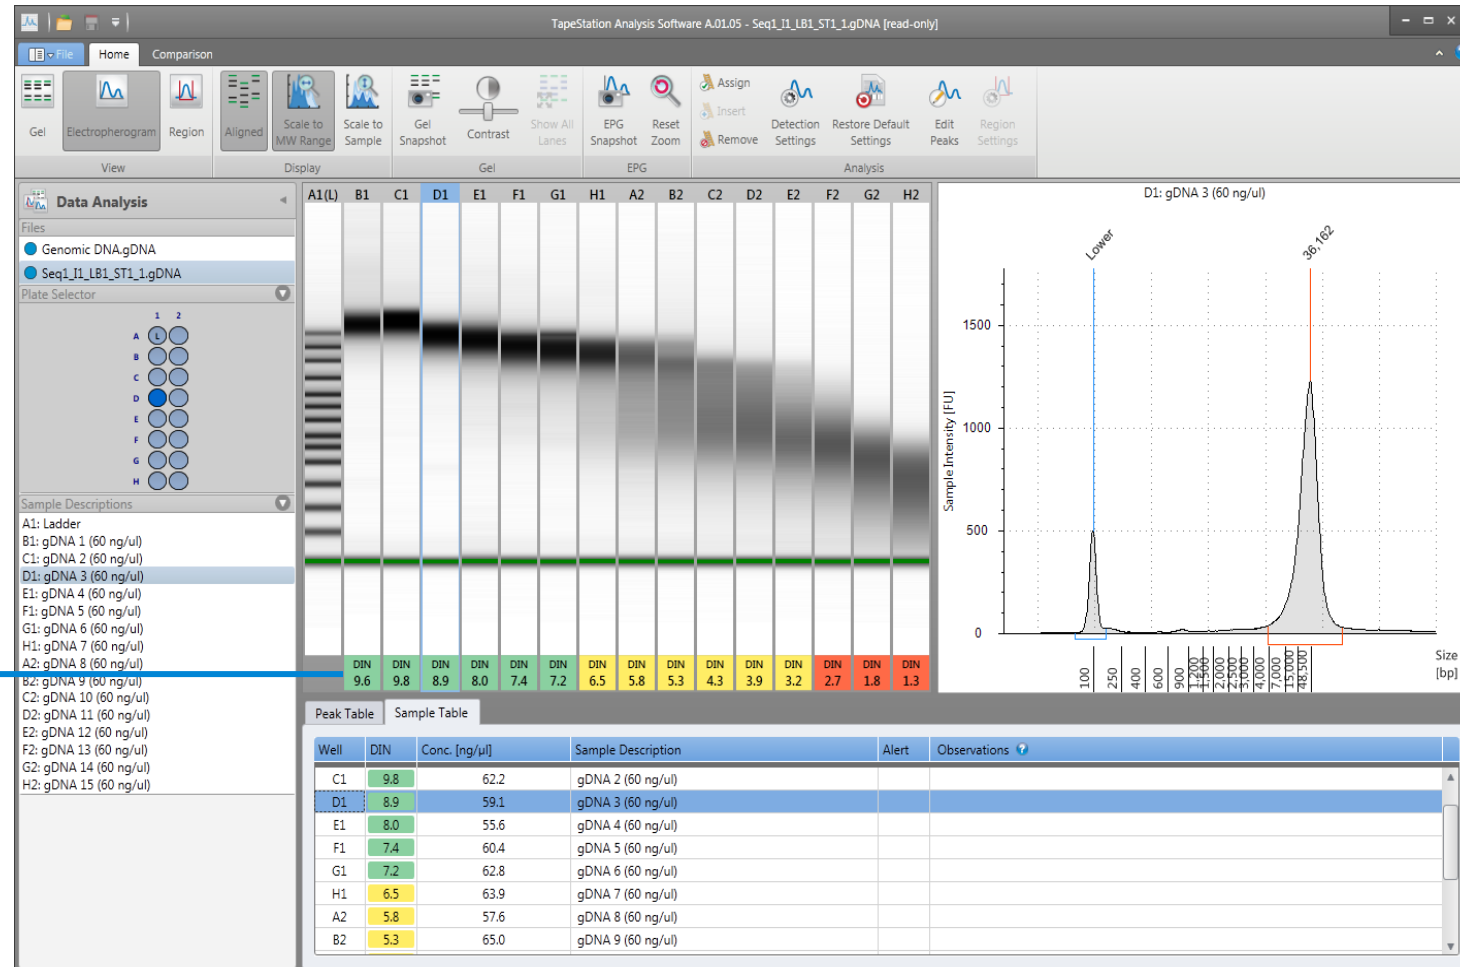 TapeStation Analysis Software A.01.05 - Seq1_I1_LB1_ST1_1.gDNA [read-only]
File Home Comparison
Gel Electropherogram Region Aligned Scale to MW Range Scale to Sample Gel Snapshot Contrast Show All Lanes EPG Snapshot Reset Zoom Assign Insert Remove Detection Settings Restore Default Settings Edit Peaks Region Settings
View Display Gel EPG Analysis
Data Analysis
Files
Genomic DNA.gDNA
Seq1_I1_LB1_ST1_1.gDNA
Plate Selector
1 2
A L
B
C
D
E
F
G
H
Sample Descriptions
A1: Ladder
B1: gDNA 1 (60 ng/ul)
C1: gDNA 2 (60 ng/ul)
D1: gDNA 3 (60 ng/ul)
E1: gDNA 4 (60 ng/ul)
F1: gDNA 5 (60 ng/ul)
G1: gDNA 6 (60 ng/ul)
H1: gDNA 7 (60 ng/ul)
A2: gDNA 8 (60 ng/ul)
B2: gDNA 9 (60 ng/ul)
C2: gDNA 10 (60 ng/ul)
D2: gDNA 11 (60 ng/ul)
E2: gDNA 12 (60 ng/ul)
F2: gDNA 13 (60 ng/ul)
G2: gDNA 14 (60 ng/ul)
H2: gDNA 15 (60 ng/ul)
A1(L) B1 C1 D1 E1 F1 G1 H1 A2 B2 C2 D2 E2 F2 G2 H2
DIN DIN DIN DIN DIN DIN DIN DIN DIN DIN DIN DIN DIN DIN DIN
9.6 9.8 8.9 8.0 7.4 7.2 6.5 5.8 5.3 4.3 3.9 3.2 2.7 1.8 1.3
D1: gDNA 3 (60 ng/ul)
Lower 36,162
Sample Intensity [FU]
1500
1000
500
0
100 250 400 600 900 1,200 1,500 2,000 2,500 3,000 4,000 7,000 15,000 48,500
Size [bp]
Peak Table Sample Table
Well DIN Conc. [ng/µl] Sample Description Alert Observations
C1 9.8 62.2 gDNA 2 (60 ng/ul)
D1 8.9 59.1 gDNA 3 (60 ng/ul)
E1 8.0 55.6 gDNA 4 (60 ng/ul)
F1 7.4 60.4 gDNA 5 (60 ng/ul)
G1 7.2 62.8 gDNA 6 (60 ng/ul)
H1 6.5 63.9 gDNA 7 (60 ng/ul)
A2 5.8 57.6 gDNA 8 (60 ng/ul)
B2 5.3 65.0 gDNA 9 (60 ng/ul)